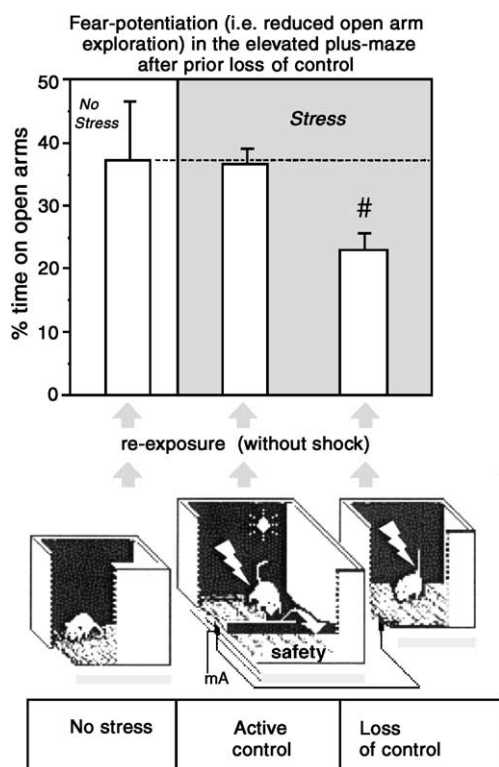 Fear-potentiation (i.e. reduced open arm
exploration) in the elevated plus-maze
after prior loss of control
50
40
30
20
10
0
% time on open arms
No
Stress
Stress
#
re-exposure (without shock)
safety
mA
No stress
Active
control
Loss
of control